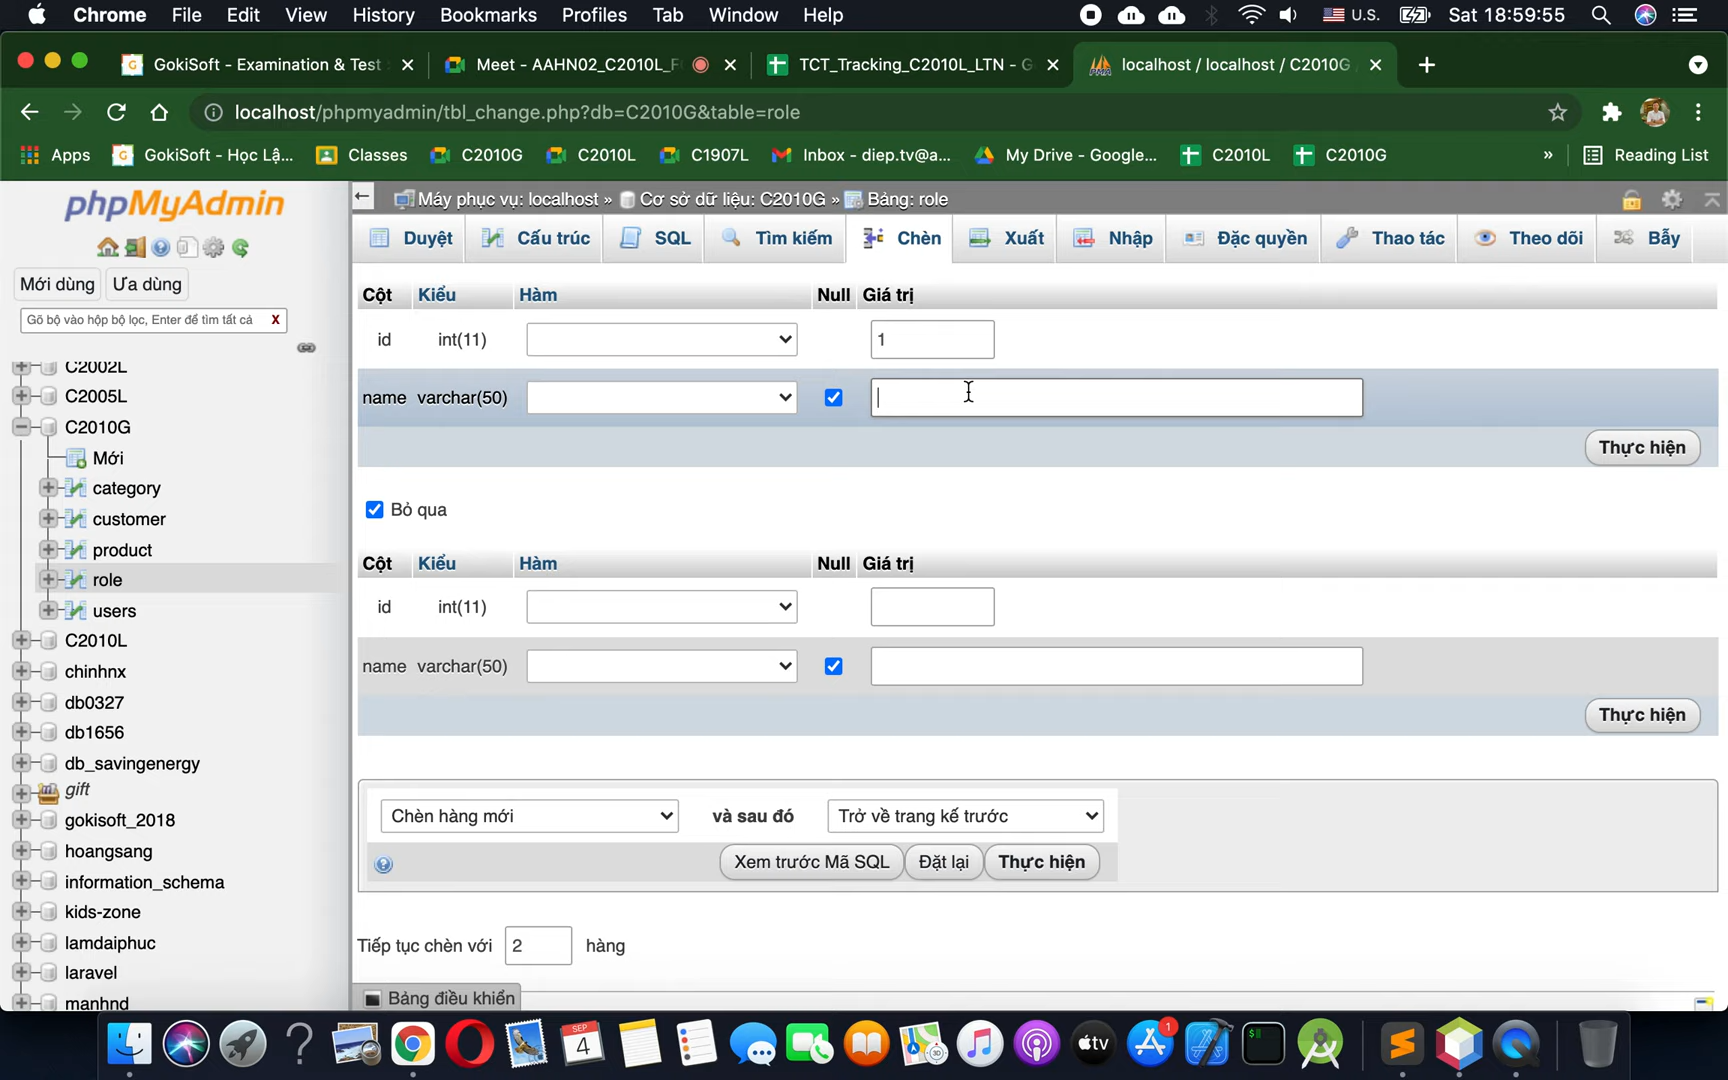 Chrome File Edit View History Bookmarks Profiles Tab Window Help U.S. Sat 18:59:55
GokiSoft - Examination & Test Meet - AAHN02_C2010L_F TCT_Tracking_C2010L_LTN - G localhost / localhost / C2010G
localhost/phpmyadmin/tbl_change.php?db=C2010G&table=role
Apps GokiSoft - Học Lậ... Classes C2010G C2010L C1907L Inbox - diep.tv@a... My Drive - Google... C2010L C2010G » Reading List
phpMyAdmin
Mới dùng Ưa dùng
Gõ bộ vào hộp bộ lọc, Enter để tìm tất cả X
C2002L
C2005L
C2010G
Mới
category
customer
product
role
users
C2010L
chinhnx
db0327
db1656
db_savingenergy
gift
gokisoft_2018
hoangsang
information_schema
kids-zone
lamdaiphuc
laravel
manhnd
Máy phục vụ: localhost » Cơ sở dữ liệu: C2010G » Bảng: role
Duyệt Cấu trúc SQL Tìm kiếm Chèn Xuất Nhập Đặc quyền Thao tác Theo dõi Bẫy
Cột Kiểu Hàm Null Giá trị
id int(11) 1
name varchar(50)
Thực hiện
Bỏ qua
Cột Kiểu Hàm Null Giá trị
id int(11)
name varchar(50)
Thực hiện
Chèn hàng mới và sau đó Trở về trang kế trước
Xem trước Mã SQL Đặt lại Thực hiện
Tiếp tục chèn với 2 hàng
Bảng điều khiển
SEP 4 tv 1